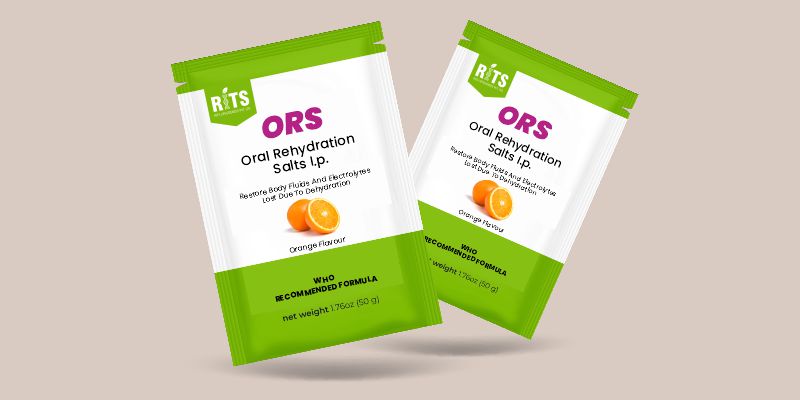 RITS
ORS
Oral Rehydration
Salts I.p.
Restore Body Fluids And Electrolytes
Lost Due To Dehydration
Orange Flavour
WHO
RECOMMENDED FORMULA
net weight 1.76oz (50 g)
RITS
ORS
Oral Rehydration
Salts I.p.
Restore Body Fluids And Electrolytes
Lost Due To Dehydration
Orange Flavour
WHO
RECOMMENDED FORMULA
weight 1.76oz (50 g)